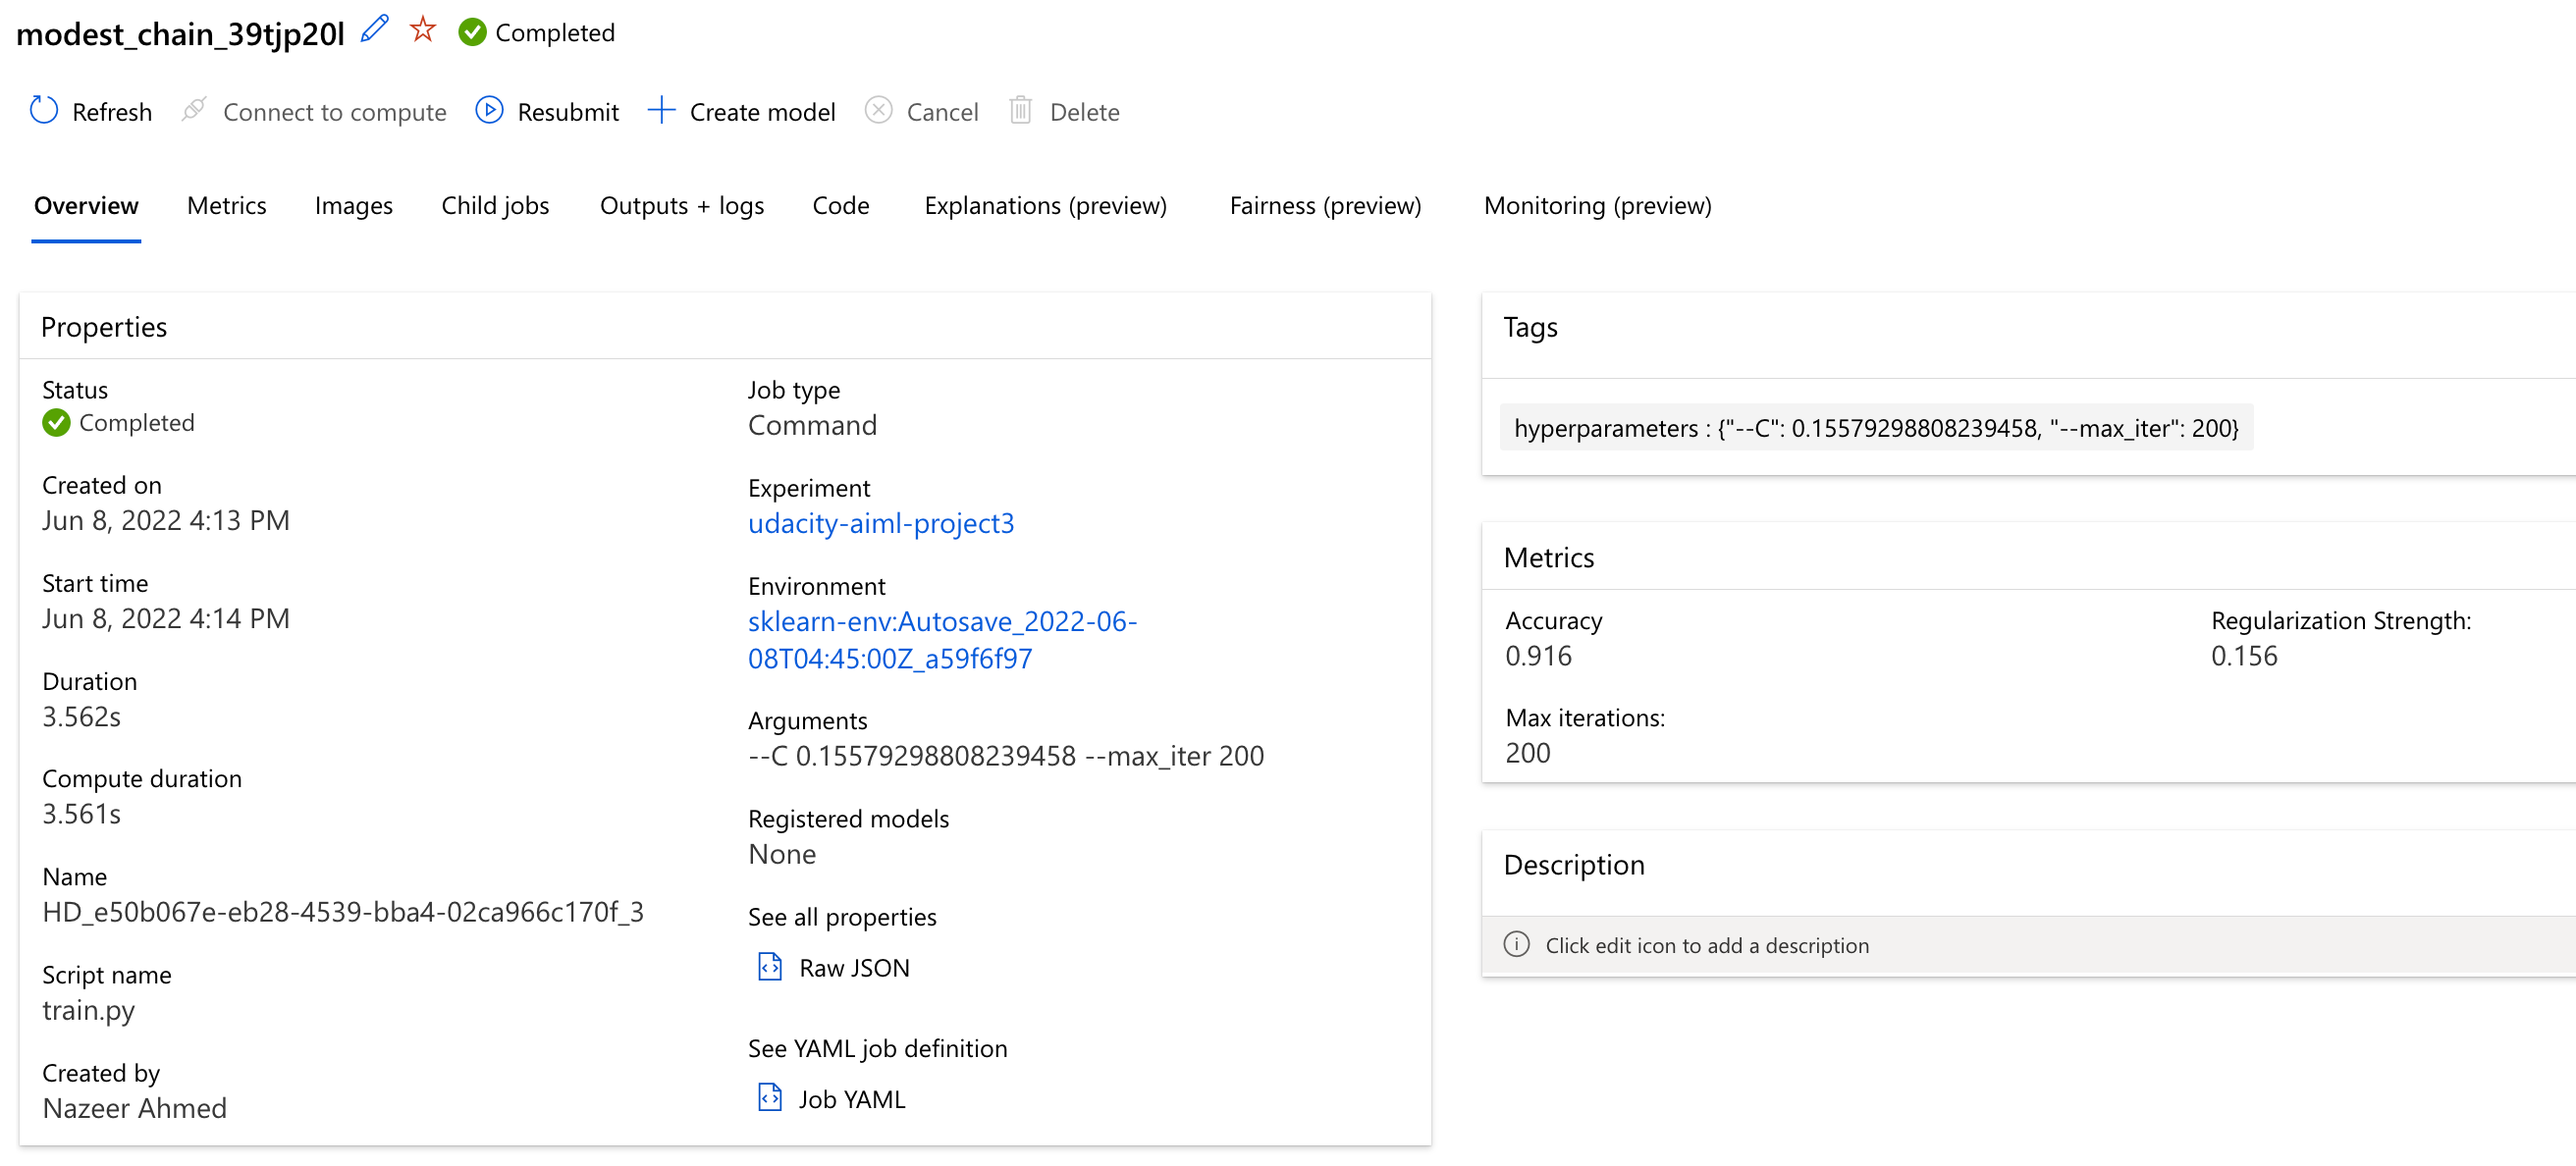 modest_chain_39tjp20l Completed
Refresh Connect to compute Resubmit Create model Cancel Delete
Overview Metrics Images Child jobs Outputs + logs Code Explanations (preview) Fairness (preview) Monitoring (preview)
Properties
Status
Completed
Created on
Jun 8, 2022 4:13 PM
Start time
Jun 8, 2022 4:14 PM
Duration
3.562s
Compute duration
3.561s
Name
HD_e50b067e-eb28-4539-bba4-02ca966c170f_3
Script name
train.py
Created by
Nazeer Ahmed
Job type
Command
Experiment
udacity-aiml-project3
Environment
sklearn-env:Autosave_2022-06-
08T04:45:00Z_a59f6f97
Arguments
--C 0.15579298808239458 --max_iter 200
Registered models
None
See all properties
Raw JSON
See YAML job definition
Job YAML
Tags
hyperparameters : {"--C": 0.15579298808239458, "--max_iter": 200}
Metrics
Accuracy
0.916
Regularization Strength:
0.156
Max iterations:
200
Description
Click edit icon to add a description